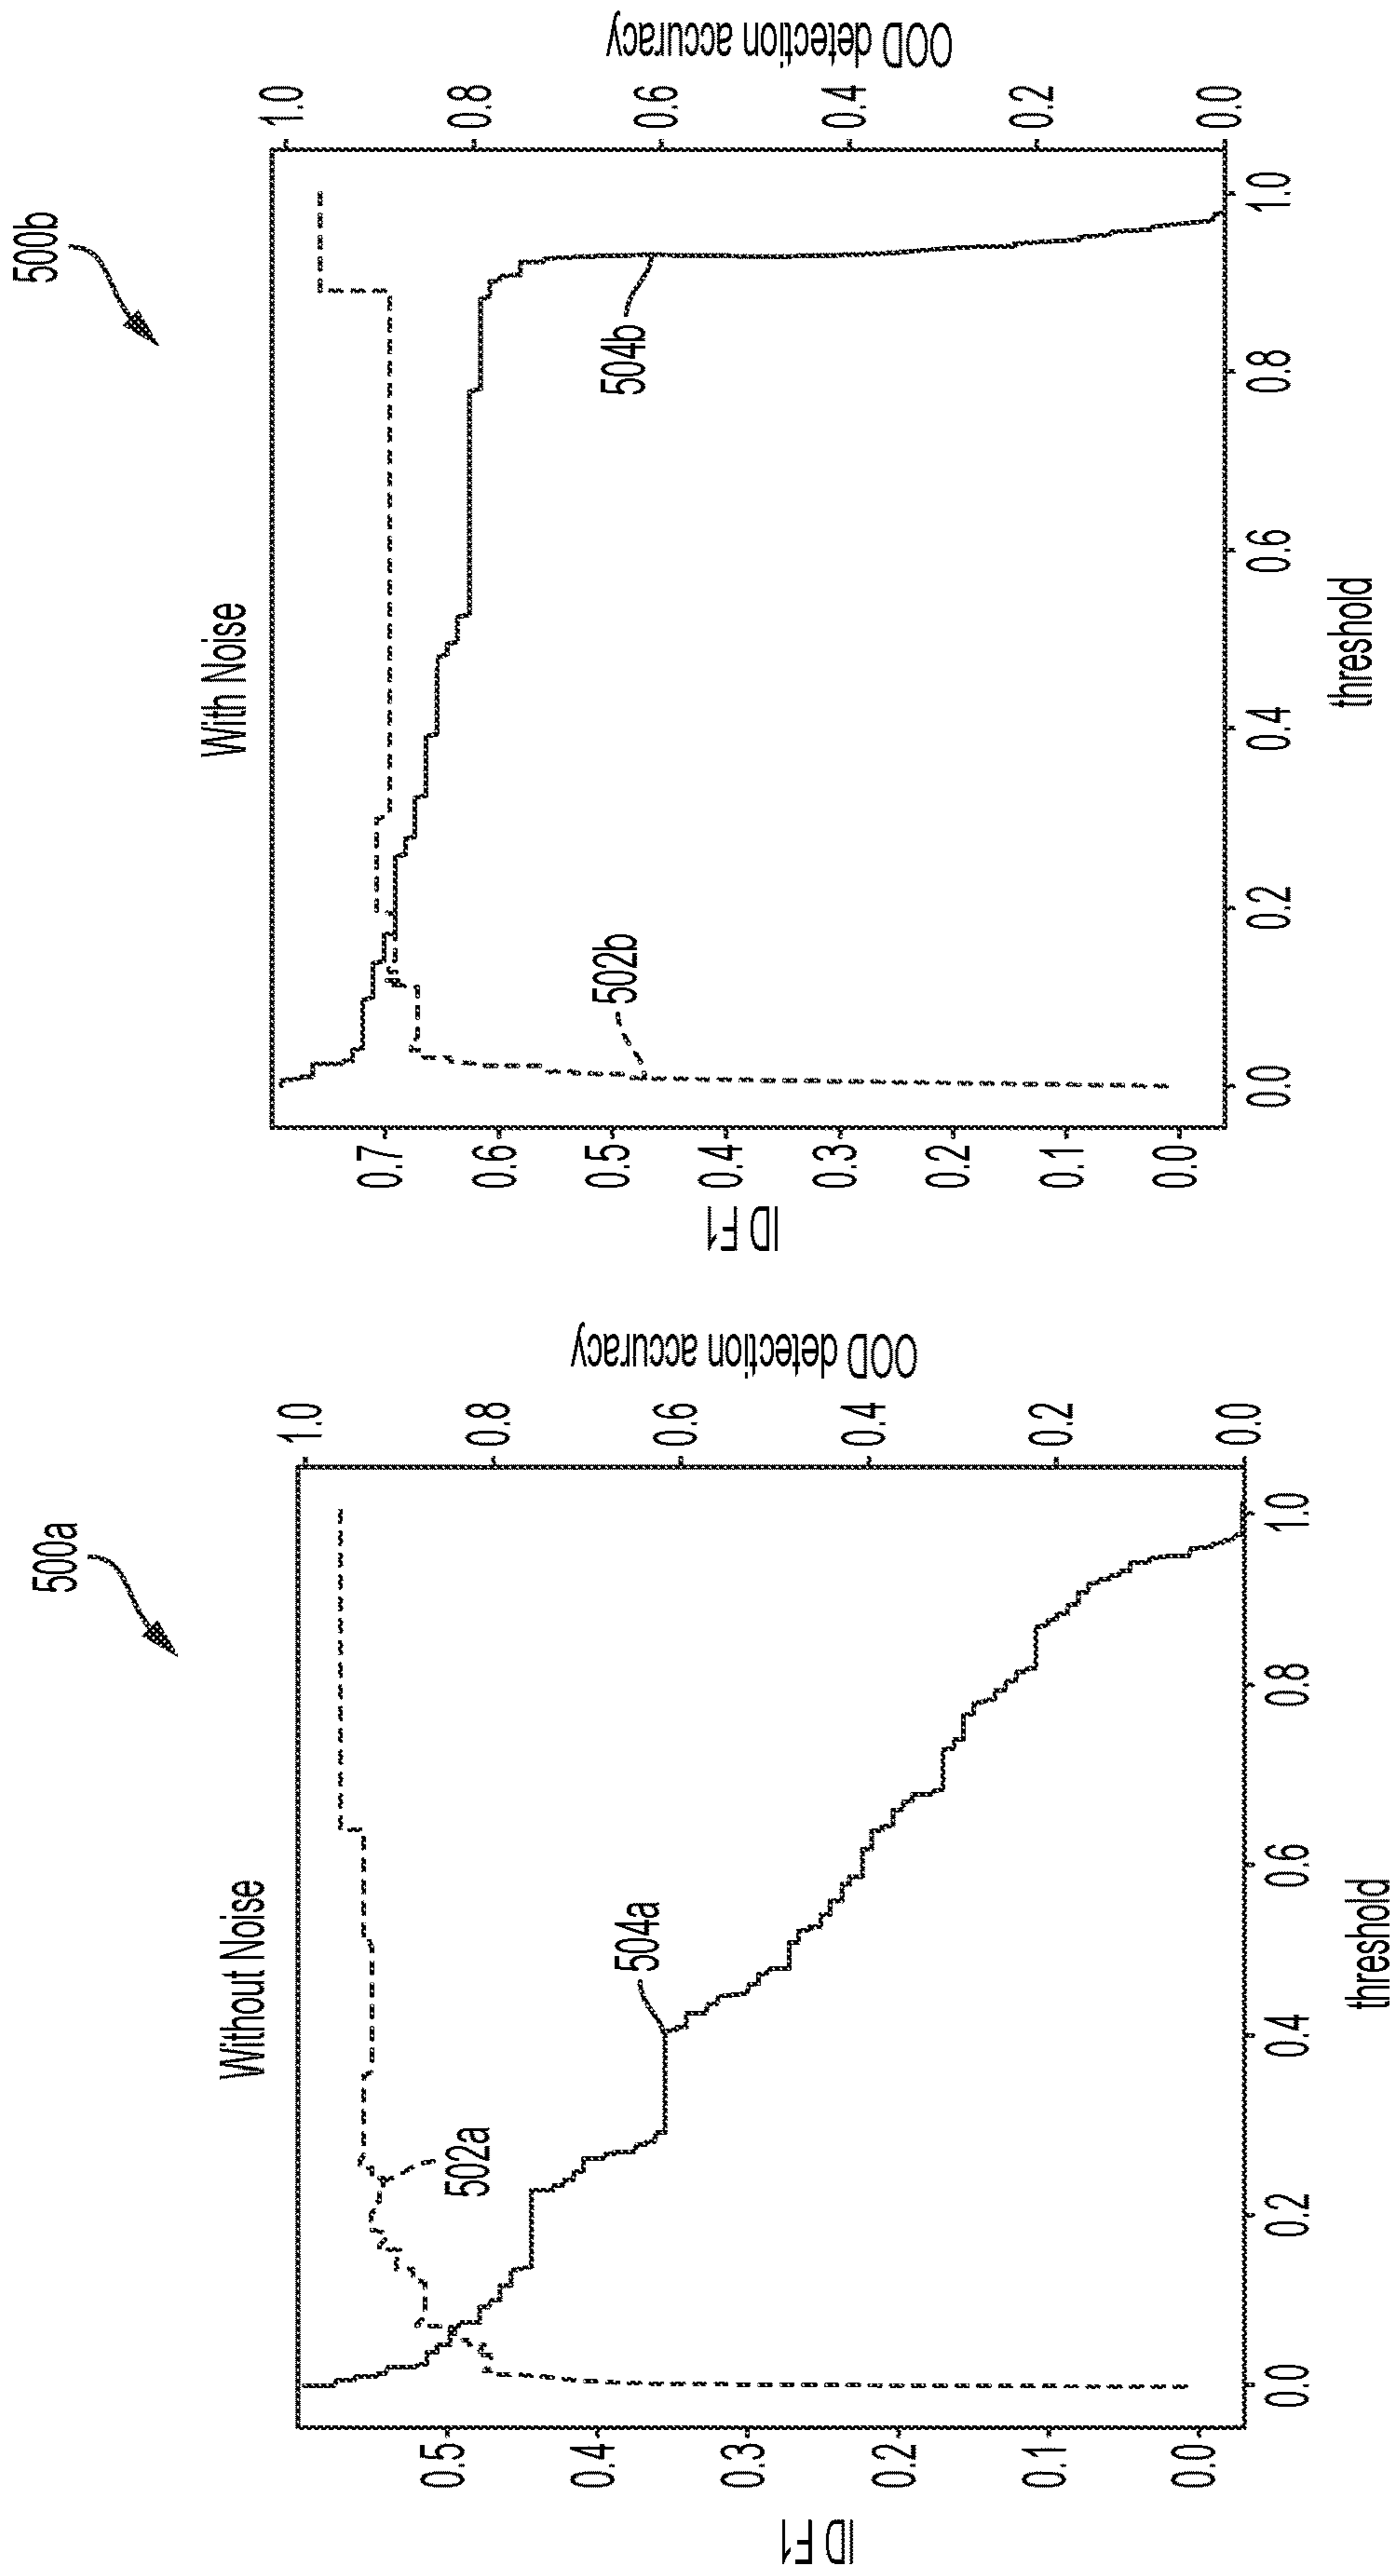 500a
Without Noise
ID F1
0.5
0.4
0.3
0.2
0.1
0.0
502a
504a
1.0
0.8
0.6
0.4
0.2
0.0
OOD detection accuracy
0.0
0.2
0.4
0.6
0.8
1.0
threshold
500b
With Noise
ID F1
0.7
0.6
0.5
0.4
0.3
0.2
0.1
0.0
502b
504b
1.0
0.8
0.6
0.4
0.2
0.0
OOD detection accuracy
0.0
0.2
0.4
0.6
0.8
1.0
threshold